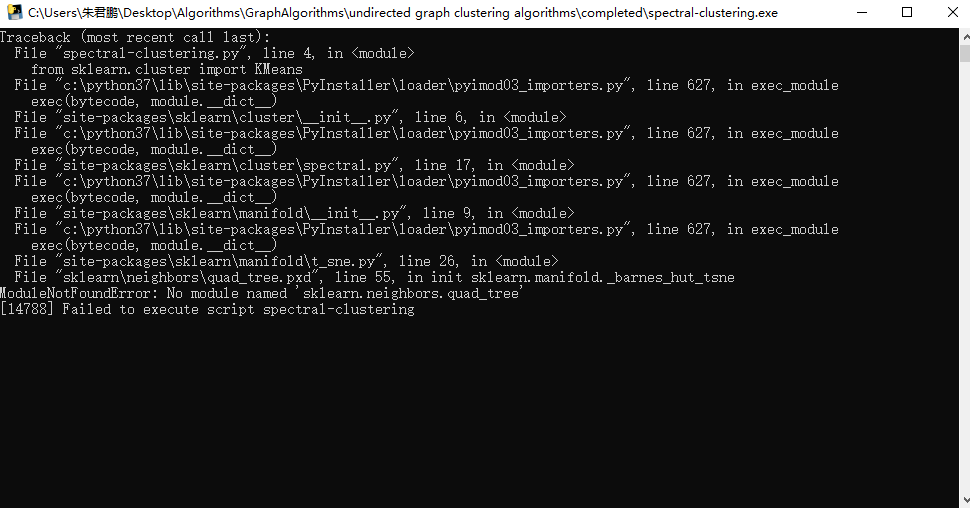 C:\Users\朱君鹏\Desktop\Algorithms\GraphAlgorithms\undirected graph clustering algorithms\completed\spectral-clustering.exe
Traceback (most recent call last):
  File "spectral-clustering.py", line 4, in <module>
    from sklearn.cluster import KMeans
  File "c:\python37\lib\site-packages\PyInstaller\loader\pyimod03_importers.py", line 627, in exec_module
    exec(bytecode, module.__dict__)
  File "site-packages\sklearn\cluster\__init__.py", line 6, in <module>
  File "c:\python37\lib\site-packages\PyInstaller\loader\pyimod03_importers.py", line 627, in exec_module
    exec(bytecode, module.__dict__)
  File "site-packages\sklearn\cluster\spectral.py", line 17, in <module>
  File "c:\python37\lib\site-packages\PyInstaller\loader\pyimod03_importers.py", line 627, in exec_module
    exec(bytecode, module.__dict__)
  File "site-packages\sklearn\manifold\__init__.py", line 9, in <module>
  File "c:\python37\lib\site-packages\PyInstaller\loader\pyimod03_importers.py", line 627, in exec_module
    exec(bytecode, module.__dict__)
  File "site-packages\sklearn\manifold\t_sne.py", line 26, in <module>
  File "sklearn\neighbors\quad_tree.pxd", line 55, in init sklearn.manifold._barnes_hut_tsne
ModuleNotFoundError: No module named 'sklearn.neighbors.quad_tree'
[14788] Failed to execute script spectral-clustering